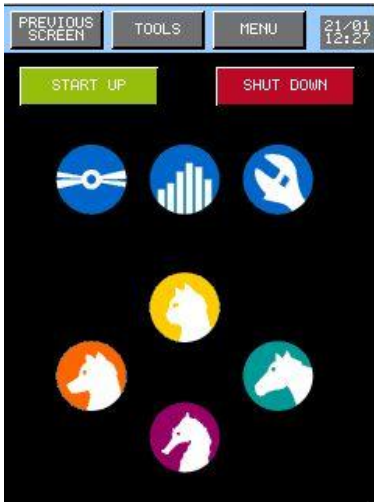 PREVIOUS
SCREEN
TOOLS
MENU
21/01
12:27
START UP
SHUT DOWN